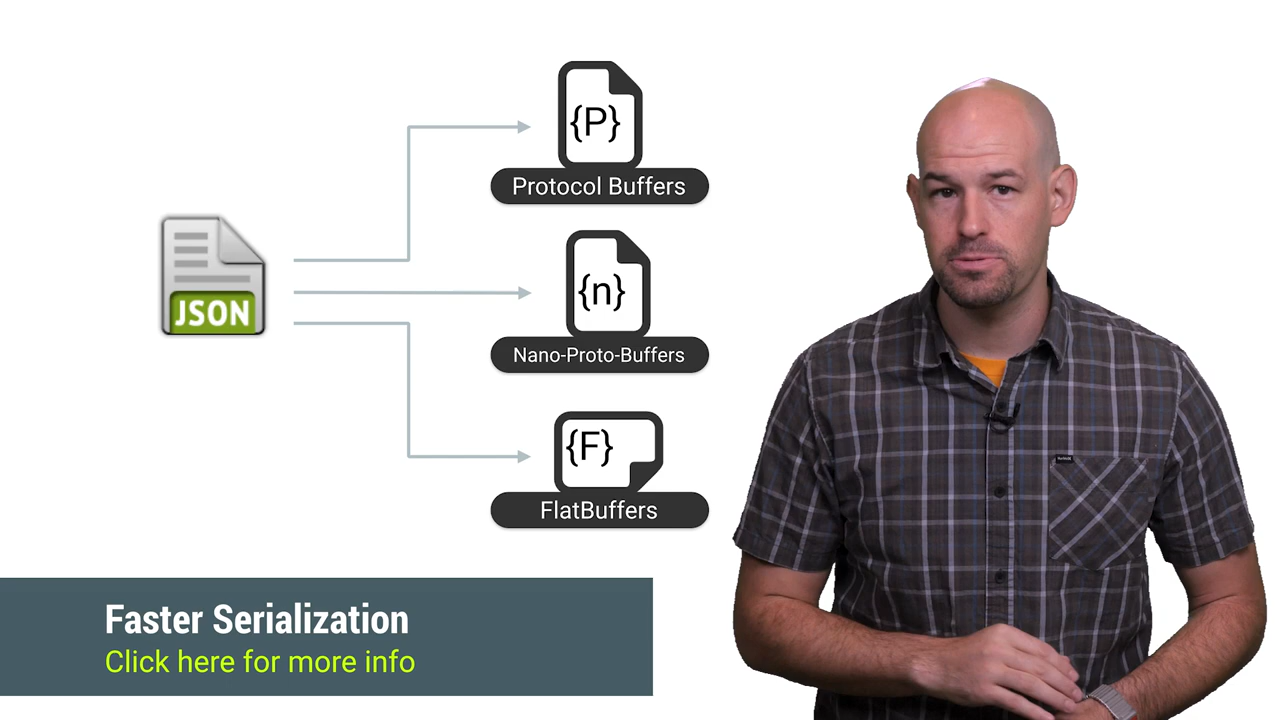 {P}
Protocol Buffers
JSON
{n}
Nano-Proto-Buffers
{F}
FlatBuffers
Faster Serialization
Click here for more info